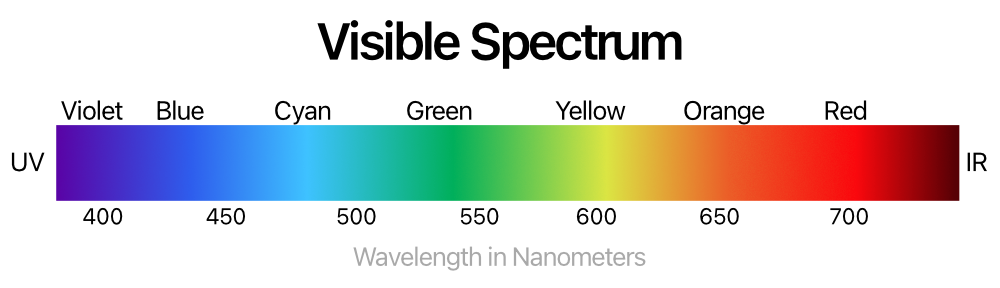 Visible Spectrum
Violet Blue Cyan Green Yellow Orange Red
UV IR
400 450 500 550 600 650 700
Wavelength in Nanometers